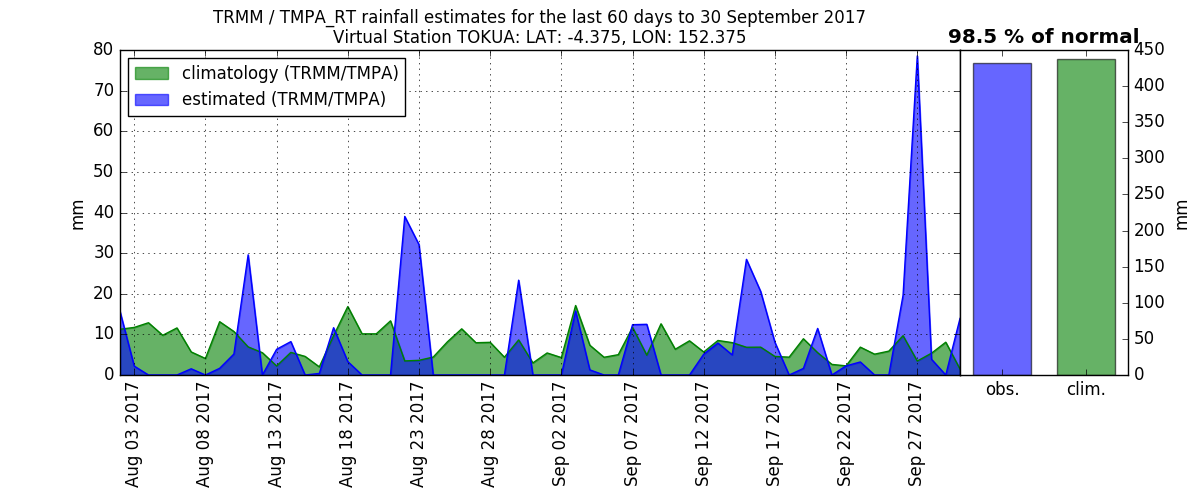 TRMM / TMPA_RT rainfall estimates for the last 60 days to 30 September 2017
Virtual Station TOKUA: LAT: -4.375, LON: 152.375
98.5 % of normal
climatology (TRMM/TMPA)
estimated (TRMM/TMPA)
mm
80
70
60
50
40
30
20
10
0
Aug 03 2017
Aug 08 2017
Aug 13 2017
Aug 18 2017
Aug 23 2017
Aug 28 2017
Sep 02 2017
Sep 07 2017
Sep 12 2017
Sep 17 2017
Sep 22 2017
Sep 27 2017
450
400
350
300
250
200
150
100
50
0
mm
obs.
clim.